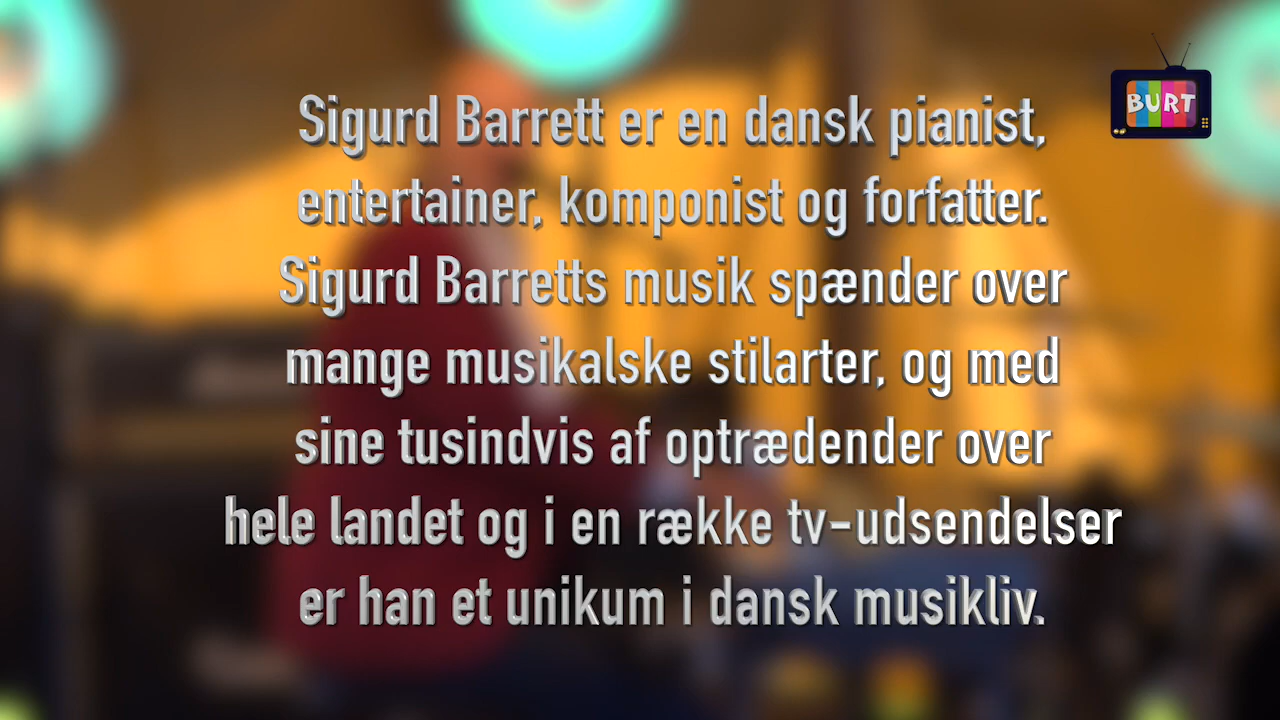 Sigurd Barrett er en dansk pianist,
entertainer, komponist og forfatter.
Sigurd Barretts musik spænder over
mange musikalske stilarter, og med
sine tusindvis af optrædender over
hele landet og i en række tv-udsendelser
er han et unikum i dansk musikliv.
BURT